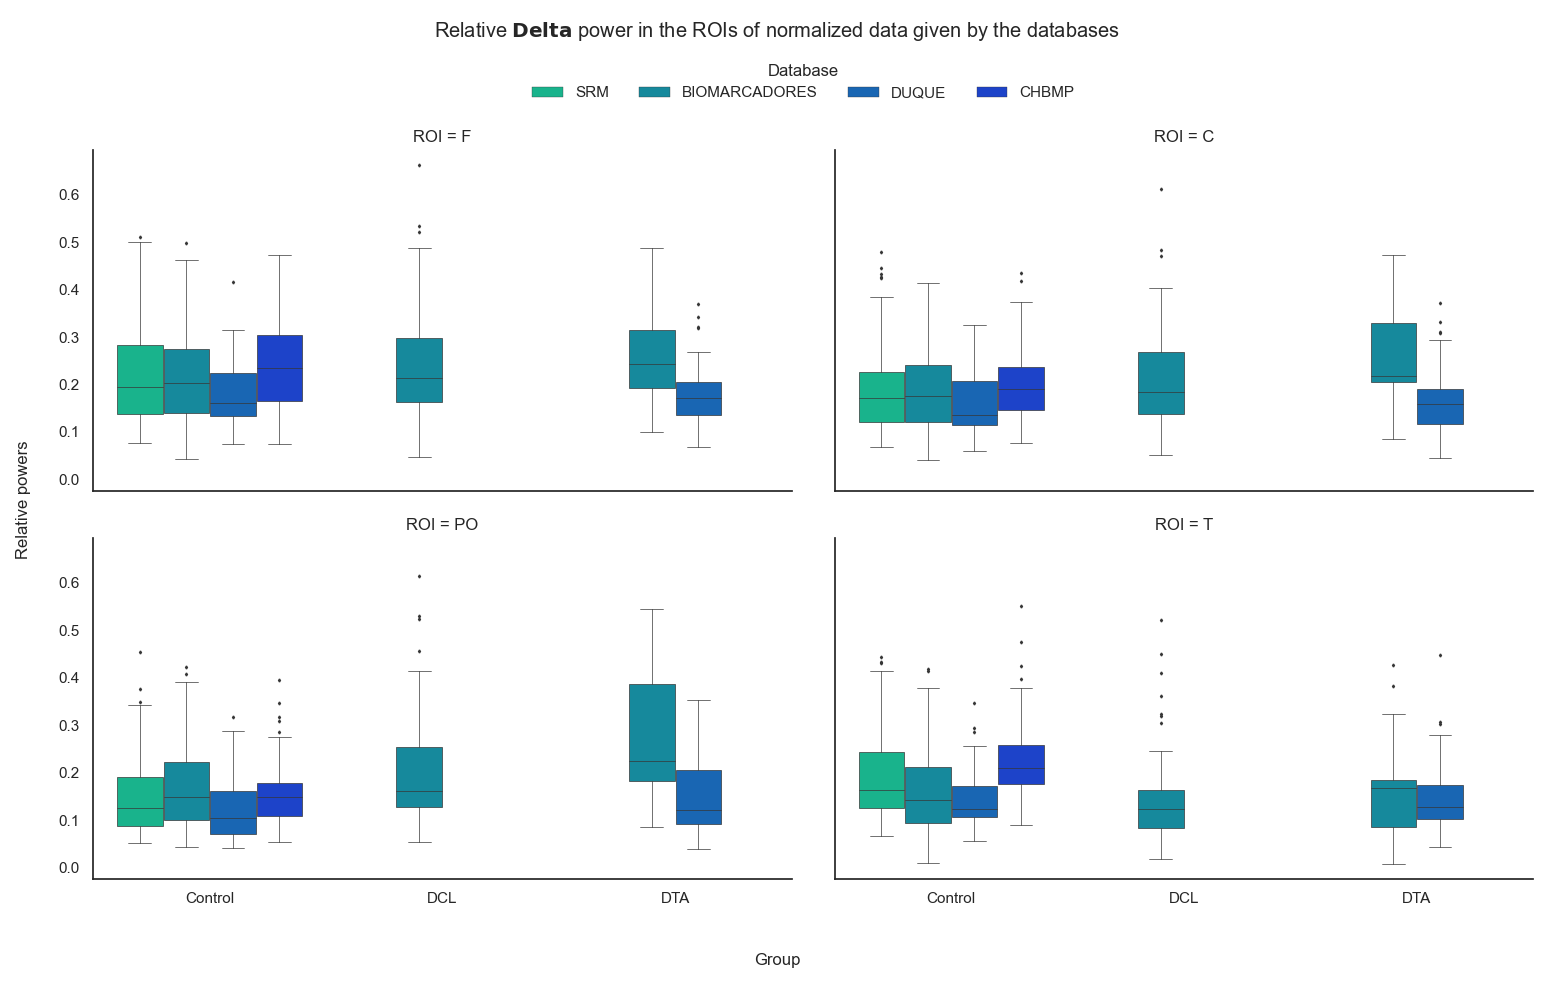 Relative Delta power in the ROIs of normalized data given by the databases
Database
SRM BIOMARCADORES DUQUE CHBMP
ROI = F
ROI = C
0.6
0.5
0.4
0.3
0.2
0.1
0.0
Relative powers
ROI = PO
ROI = T
0.6
0.5
0.4
0.3
0.2
0.1
0.0
Control DCL DTA
Control DCL DTA
Group